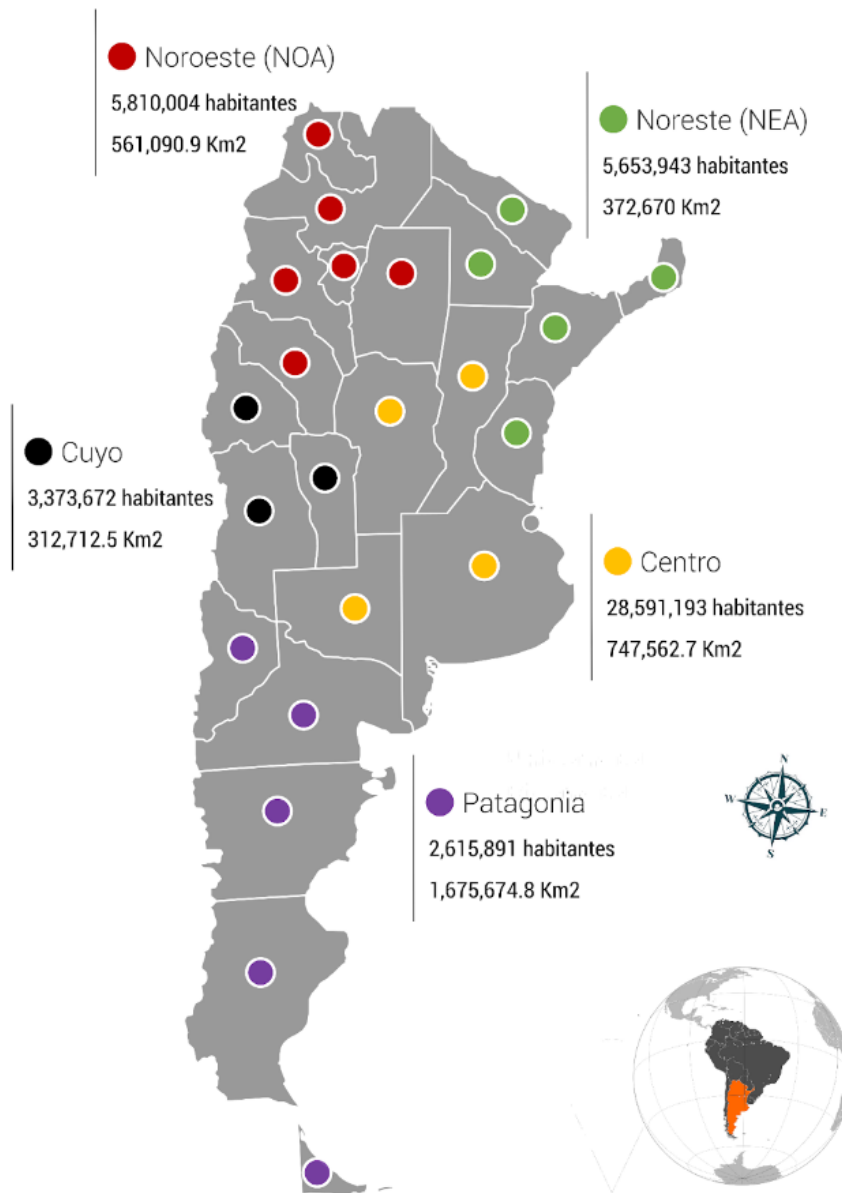 Noroeste (NOA)
5,810,004 habitantes
561,090.9 Km2
Noreste (NEA)
5,653,943 habitantes
372,670 Km2
Cuyo
3,373,672 habitantes
312,712.5 Km2
Centro
28,591,193 habitantes
747,562.7 Km2
Patagonia
2,615,891 habitantes
1,675,674.8 Km2
N
W
E
S